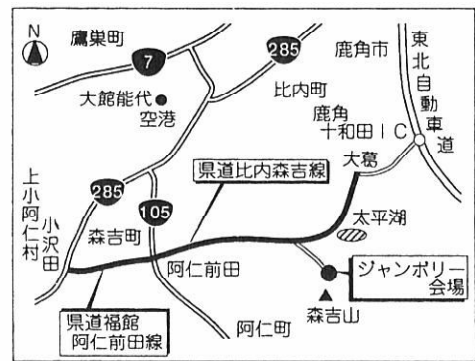 N
鷹巣町
7
285
鹿角市
東北自動車道
大館能代
空港
比内町
鹿角
十和田IC
大葛
県道比内森吉線
285
105
上小阿仁村
小沢田
森吉町
太平湖
阿仁前田
ジャンボリー
会場
県道福館
阿仁前田線
阿仁町
森吉山